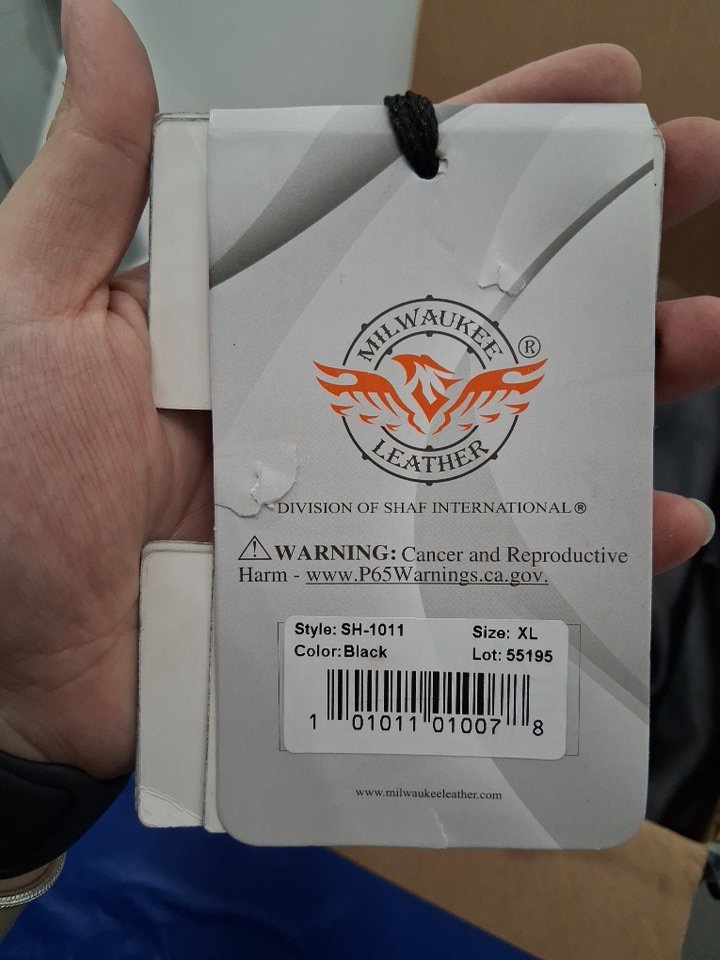 MILWAUKEE ®
LEATHER
DIVISION OF SHAF INTERNATIONAL®
WARNING: Cancer and Reproductive
Harm - www.P65Warnings.ca.gov.
Style: SH-1011 Size: XL
Color:Black Lot: 55195
1 01011 01007 8
www.milwaukeeleather.com